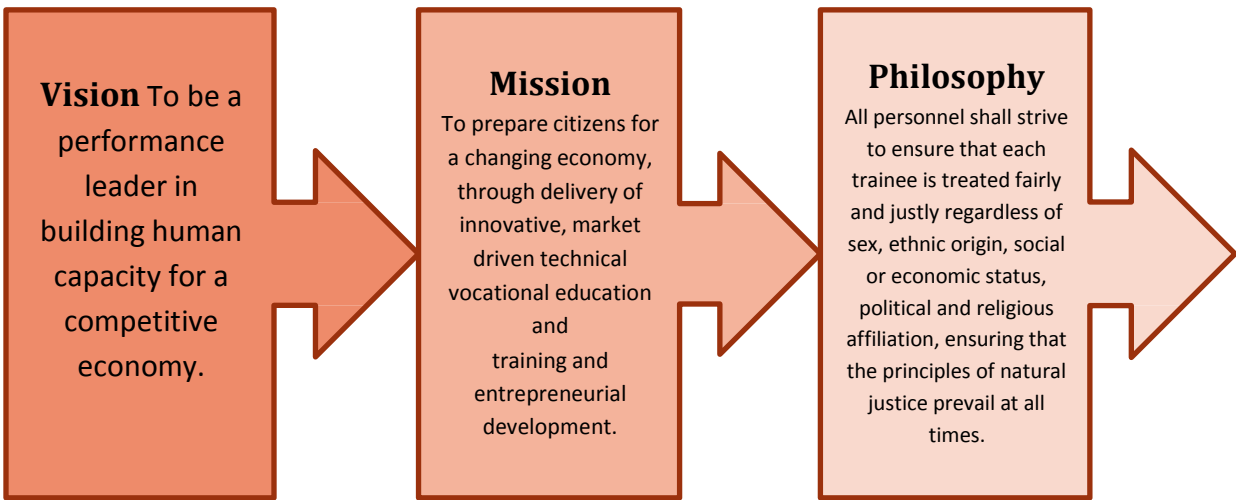 Vision To be a
performance
leader in
building human
capacity for a
competitive
economy.
Mission
To prepare citizens for
a changing economy,
through delivery of
innovative, market
driven technical
vocational education
and
training and
entrepreneurial
development.
Philosophy
All personnel shall strive
to ensure that each
trainee is treated fairly
and justly regardless of
sex, ethnic origin, social
or economic status,
political and religious
affiliation, ensuring that
the principles of natural
justice prevail at all
times.